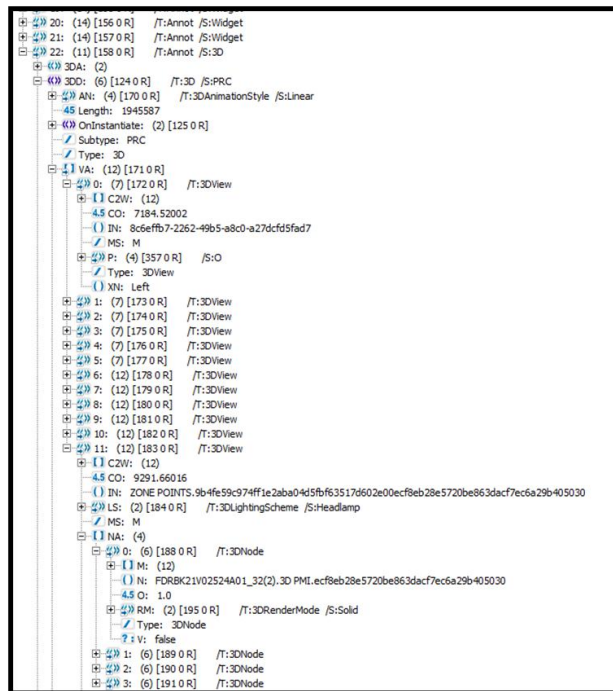 20: (14) [156 0 R] /T:Annot /S:Widget
21: (14) [157 0 R] /T:Annot /S:Widget
22: (11) [158 0 R] /T:Annot /S:3D
3DA: (2)
3DD: (6) [124 0 R] /T:3D /S:PRC
AN: (4) [170 0 R] /T:3DAnimationStyle /S:Linear
45 Length: 1945587
OnInstantiate: (2) [125 0 R]
Subtype: PRC
Type: 3D
VA: (12) [171 0 R]
0: (7) [172 0 R] /T:3DView
C2W: (12)
4.5 CO: 7184.52002
() IN: 8c6effb7-2262-49b5-a8c0-a27dcfd5fad7
MS: M
P: (4) [357 0 R] /S:O
Type: 3DView
() XN: Left
1: (7) [173 0 R] /T:3DView
2: (7) [174 0 R] /T:3DView
3: (7) [175 0 R] /T:3DView
4: (7) [176 0 R] /T:3DView
5: (7) [177 0 R] /T:3DView
6: (12) [178 0 R] /T:3DView
7: (12) [179 0 R] /T:3DView
8: (12) [180 0 R] /T:3DView
9: (12) [181 0 R] /T:3DView
10: (12) [182 0 R] /T:3DView
11: (12) [183 0 R] /T:3DView
C2W: (12)
4.5 CO: 9291.66016
() IN: ZONE POINTS.9b4fe59c974ff1e2aba04d5fbf63517d602e00ecf8eb28e5720be863dacf7ec6a29b405030
LS: (2) [184 0 R] /T:3DLightingScheme /S:Headlamp
MS: M
NA: (4)
0: (6) [188 0 R] /T:3DNode
M: (12)
() N: FDRBK21V02524A01_32(2).3D PMI.ecf8eb28e5720be863dacf7ec6a29b405030
4.5 O: 1.0
RM: (2) [195 0 R] /T:3DRenderMode /S:Solid
Type: 3DNode
? : V: false
1: (6) [189 0 R] /T:3DNode
2: (6) [190 0 R] /T:3DNode
3: (6) [191 0 R] /T:3DNode